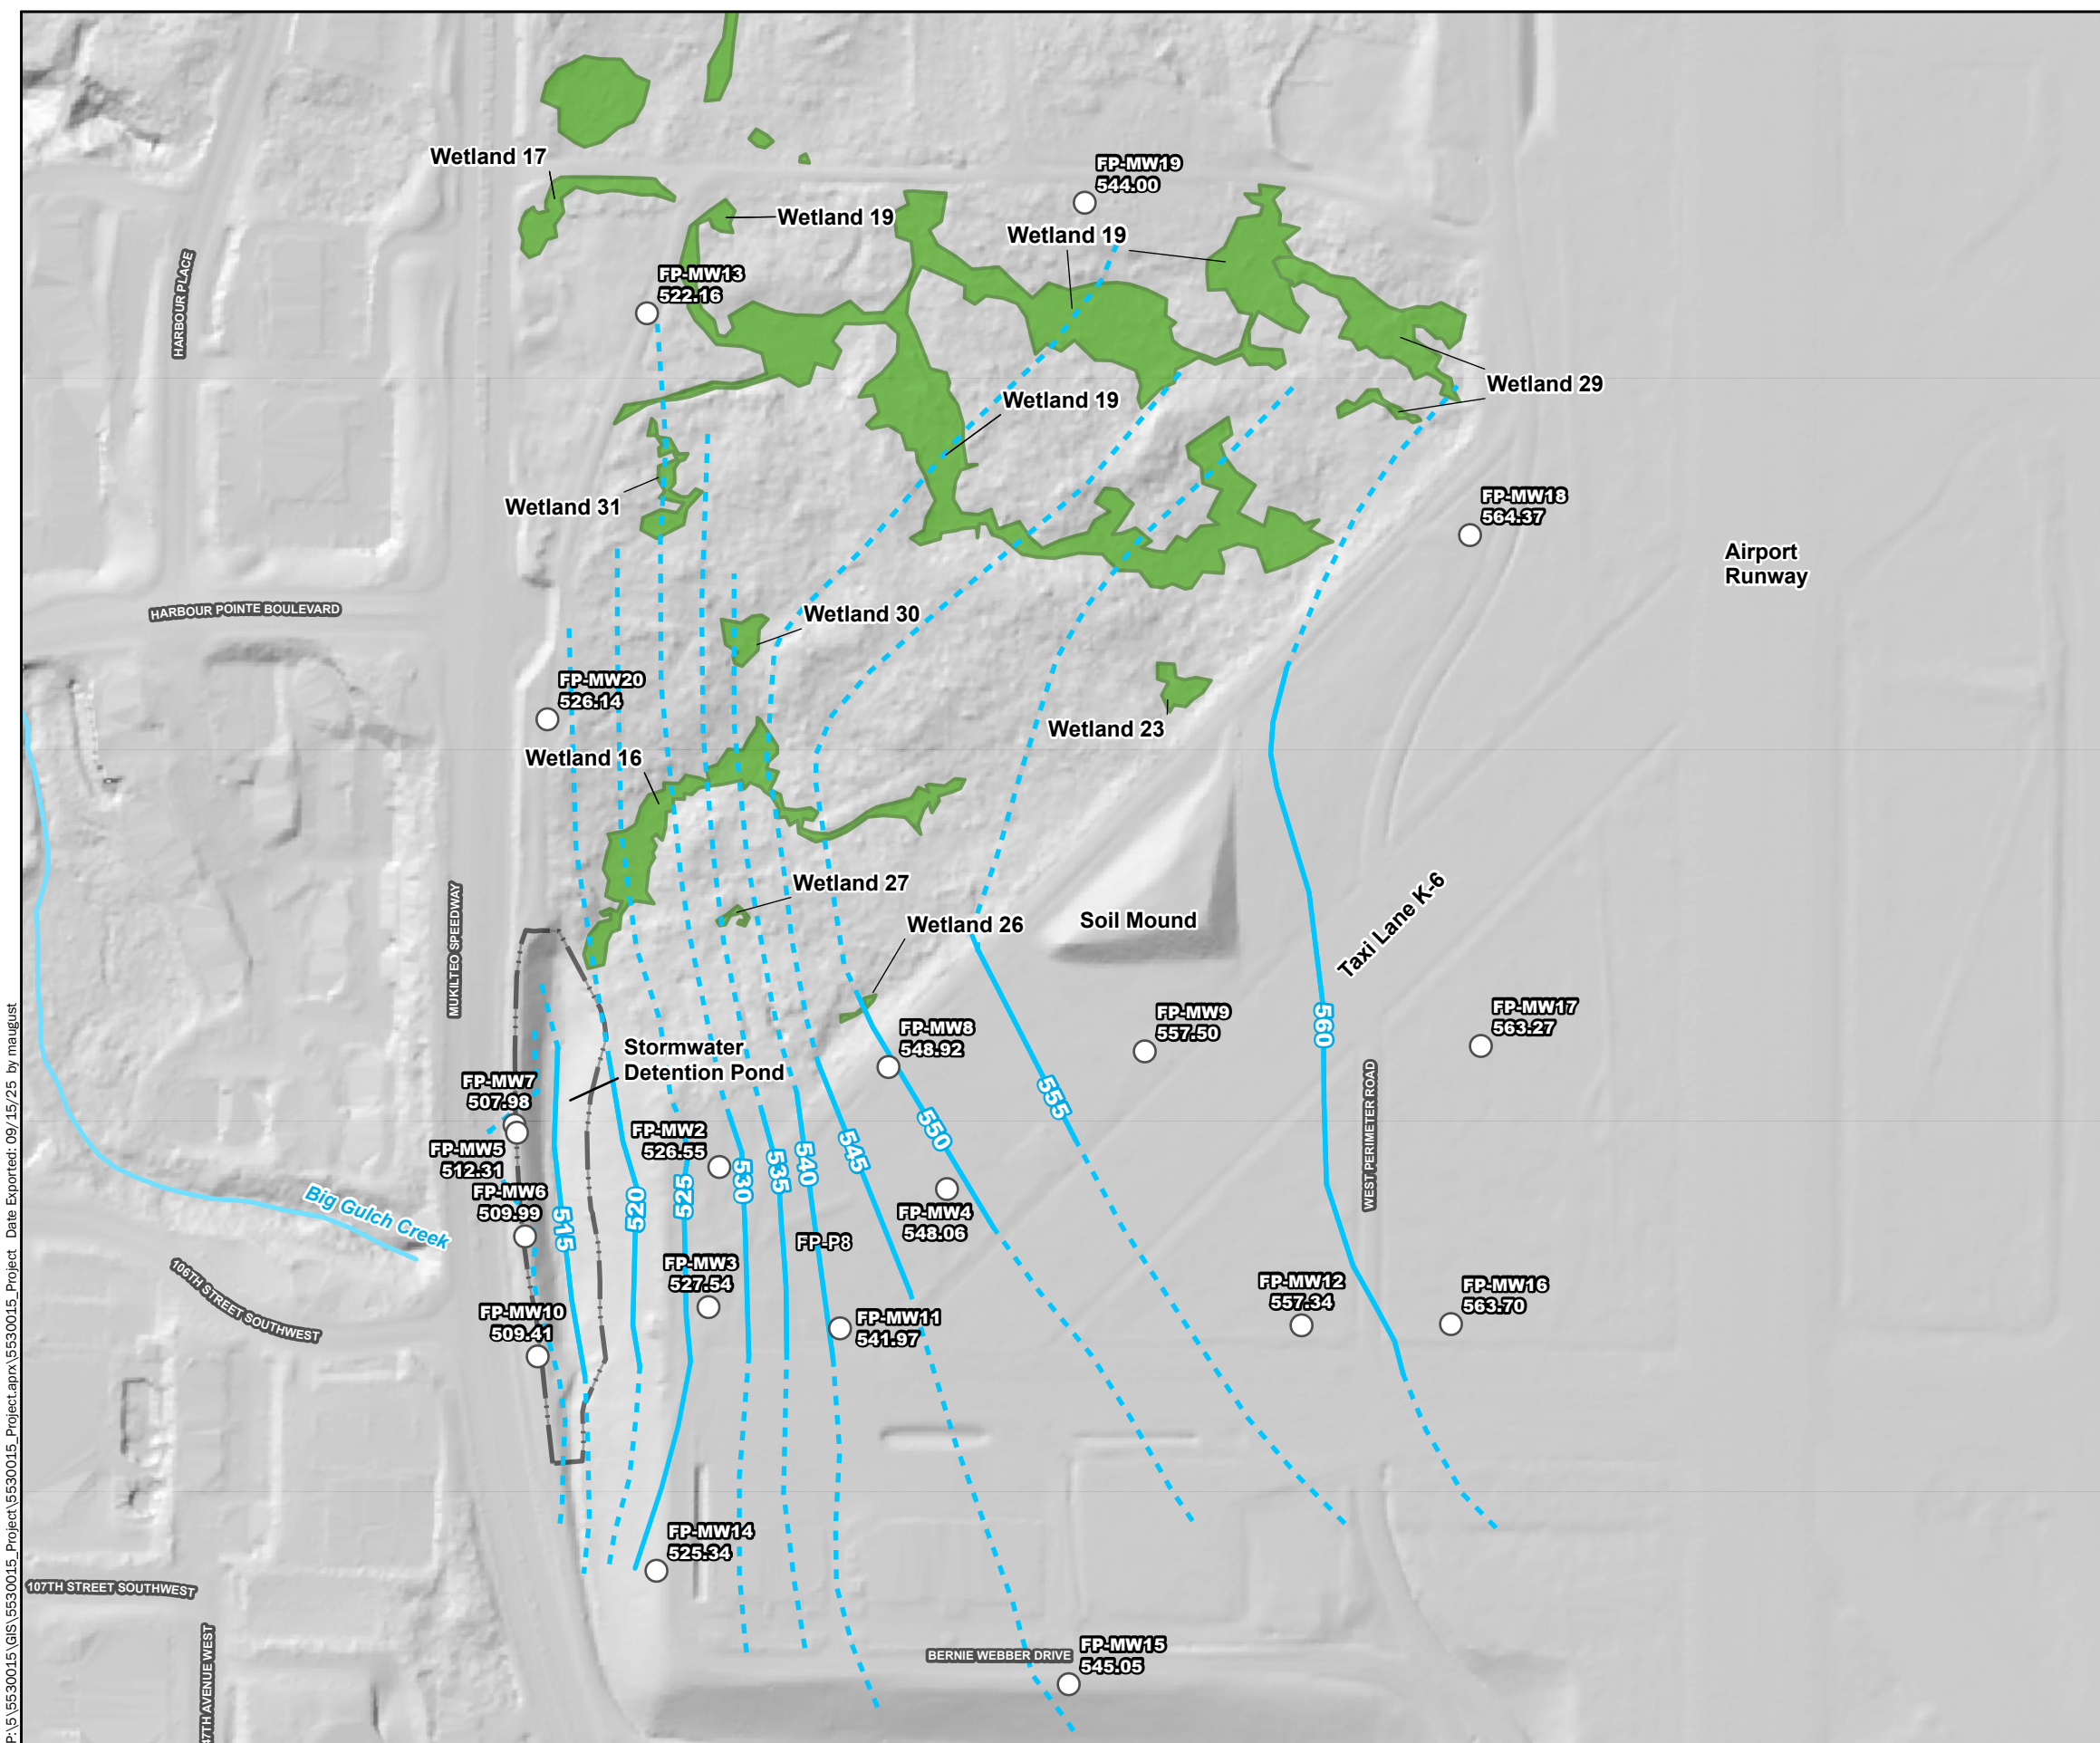 Wetland 17
FP-MW19
544.00
Wetland 19
Wetland 19
FP-MW13
522.16
HARBOUR PLACE
Wetland 29
Wetland 19
FP-MW18
564.37
Wetland 31
Airport
Runway
HARBOUR POINTE BOULEVARD
Wetland 30
FP-MW20
526.14
Wetland 23
Wetland 16
Wetland 27
Wetland 26
Soil Mound
Taxi Lane K-6
MUKILTEO SPEEDWAY
FP-MW17
563.27
FP-MW9
557.50
560
FP-MW8
548.92
Stormwater
Detention Pond
FP-MW7
507.98
555
550
WEST PERIMETER ROAD
FP-MW2
526.55
FP-MW5
512.31
545
540
535
530
525
520
515
FP-MW6
509.99
FP-MW4
548.06
Big Gulch Creek
FP-P8
FP-MW3
527.54
FP-MW12
557.34
FP-MW16
563.70
106TH STREET SOUTHWEST
FP-MW10
509.41
FP-MW11
541.97
FP-MW14
525.34
107TH STREET SOUTHWEST
47TH AVENUE WEST
BERNIE WEBBER DRIVE
FP-MW15
545.05
P:\5\5530015\GIS\5530015_Project\5530015_Project.aprx\5530015_Project Date Exported: 09/15/25 by maugust